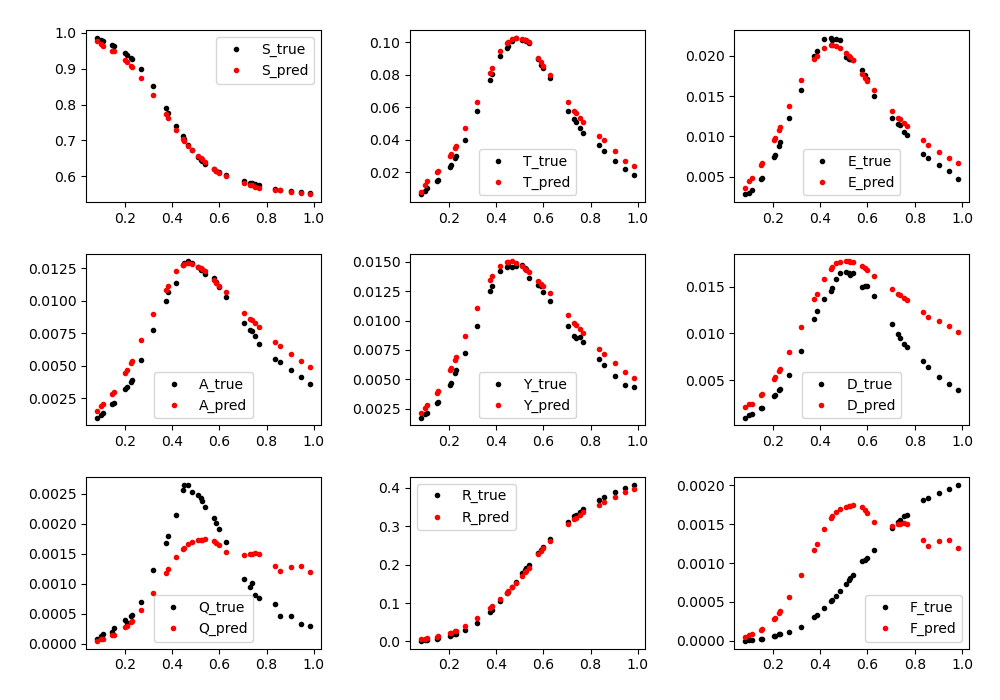 1.0
0.9
0.8
0.7
0.6
S_true
S_pred
0.2 0.4 0.6 0.8 1.0
0.10
0.08
0.06
0.04
0.02
T_true
T_pred
0.2 0.4 0.6 0.8 1.0
0.020
0.015
0.010
0.005
E_true
E_pred
0.2 0.4 0.6 0.8 1.0
0.0125
0.0100
0.0075
0.0050
0.0025
A_true
A_pred
0.2 0.4 0.6 0.8 1.0
0.0150
0.0125
0.0100
0.0075
0.0050
0.0025
Y_true
Y_pred
0.2 0.4 0.6 0.8 1.0
0.015
0.010
0.005
D_true
D_pred
0.2 0.4 0.6 0.8 1.0
0.0025
0.0020
0.0015
0.0010
0.0005
0.0000
Q_true
Q_pred
0.2 0.4 0.6 0.8 1.0
0.4
0.3
0.2
0.1
0.0
R_true
R_pred
0.2 0.4 0.6 0.8 1.0
0.0020
0.0015
0.0010
0.0005
0.0000
F_true
F_pred
0.2 0.4 0.6 0.8 1.0